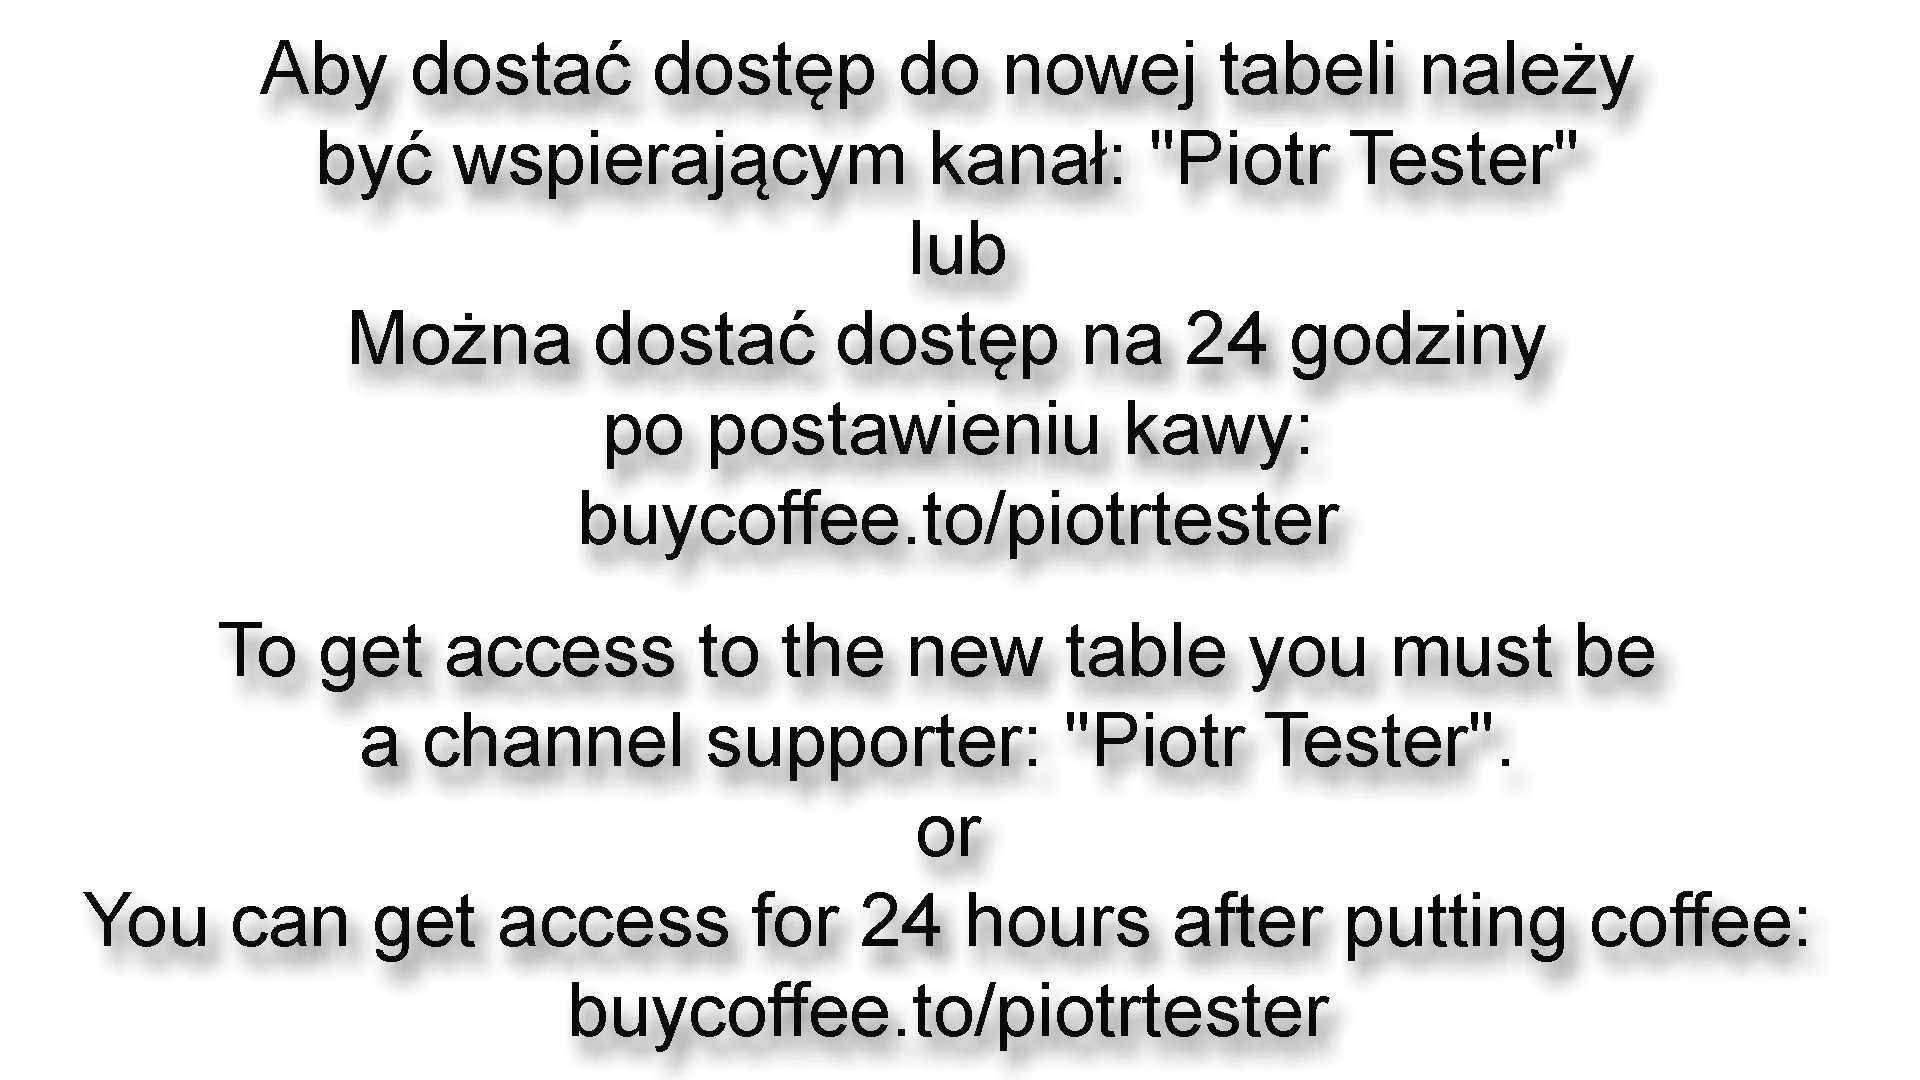 Aby dostać dostęp do nowej tabeli należy
być wspierającym kanał: "Piotr Tester"
lub
Można dostać dostęp na 24 godziny
po postawieniu kawy:
buycoffee.to/piotrtester
To get access to the new table you must be
a channel supporter: "Piotr Tester".
or
You can get access for 24 hours after putting coffee:
buycoffee.to/piotrtester